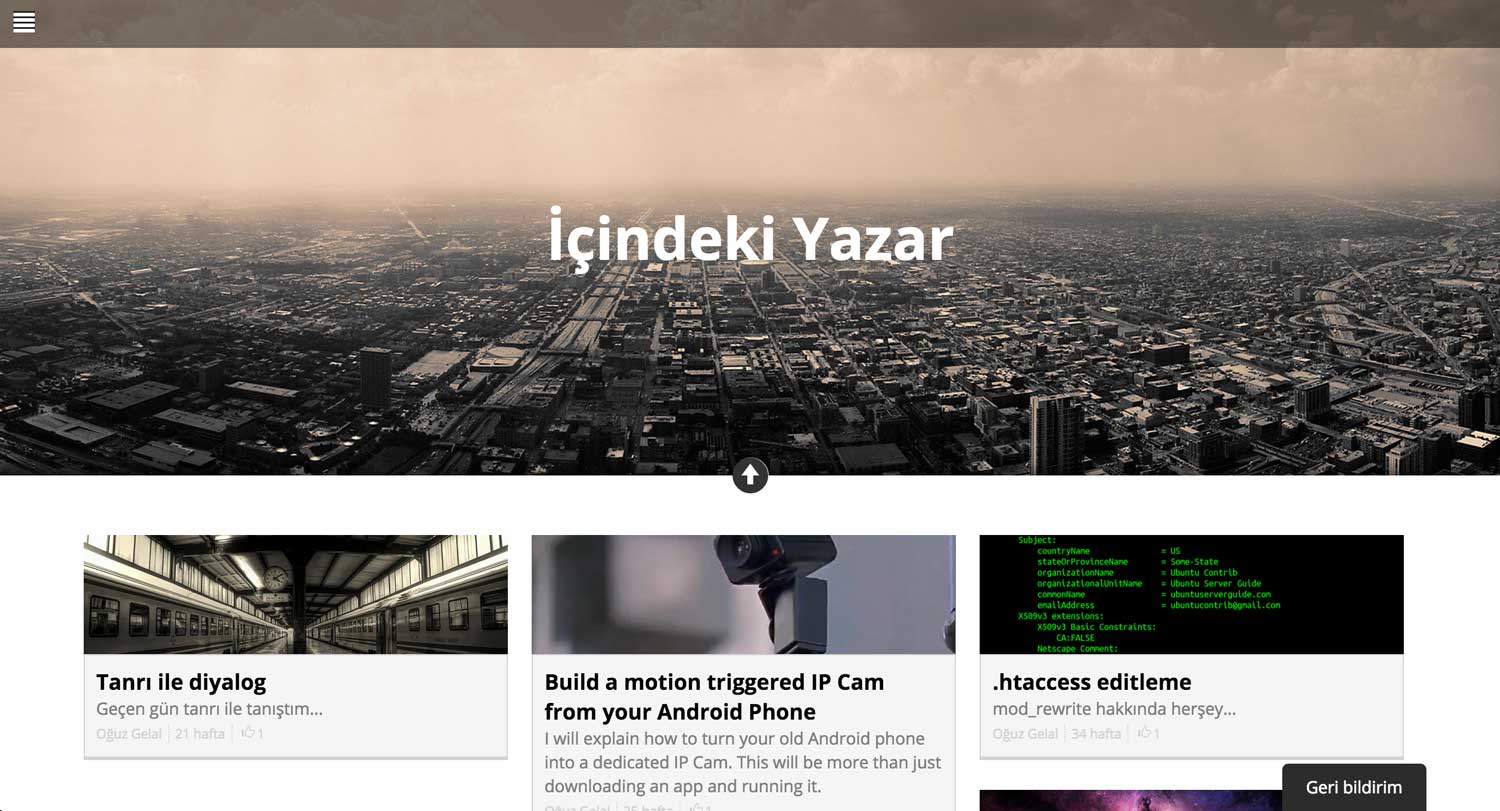 İçindeki Yazar
Tanrı ile diyalog
Geçen gün tanrı ile tanıştım...
Oğuz Gelal
21 hafta
1
Build a motion triggered IP Cam
from your Android Phone
I will explain how to turn your old Android phone
into a dedicated IP Cam. This will be more than just
downloading an app and running it.
Oğuz Gelal
Subject:
countryName = US
stateOrProvinceName = Some-State
organizationName = Ubuntu Contrib
organizationalUnitName = Ubuntu Server Guide
commonName = ubuntuserverguide.com
emailAddress = ubuntucontrib@gmail.com
X509v3 extensions:
X509v3 Basic Constraints:
CA:FALSE
Netscape Comment:
.htaccess editleme
mod_rewrite hakkında herşey...
Oğuz Gelal
34 hafta
1
Geri bildirim